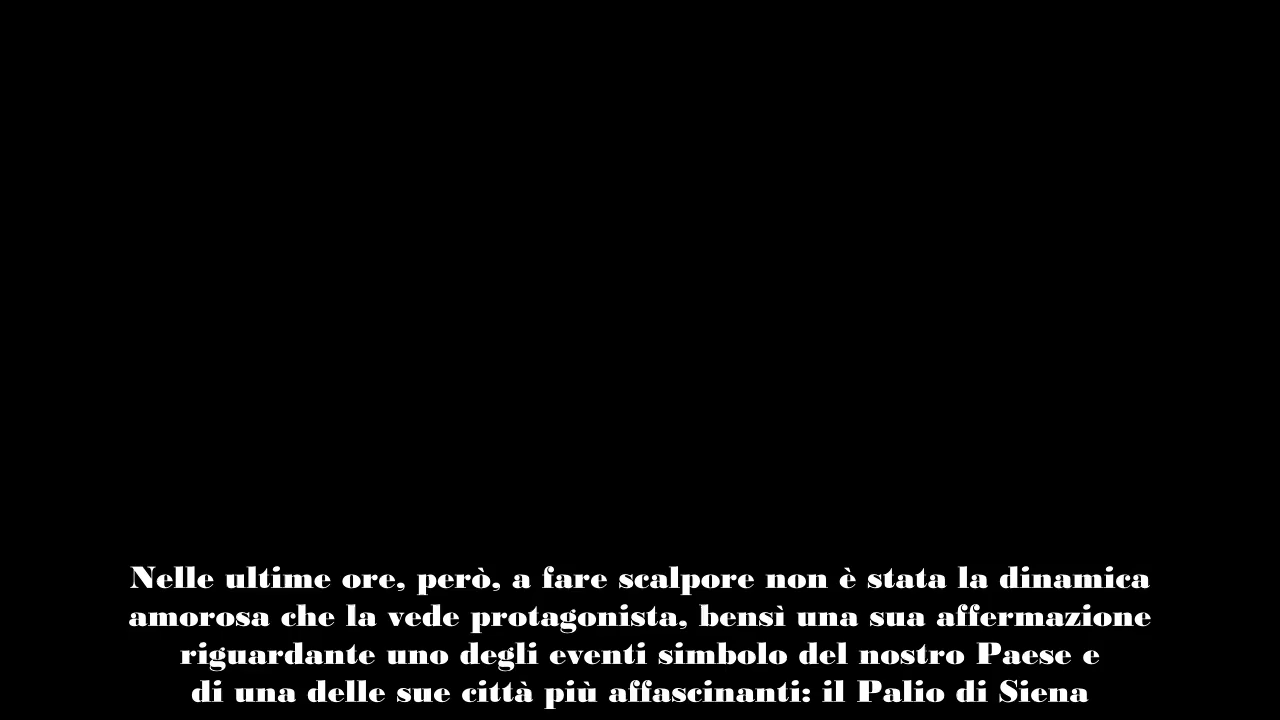 Nelle ultime ore, però, a fare scalpore non è stata la dinamica
amorosa che la vede protagonista, bensì una sua affermazione
riguardante uno degli eventi simbolo del nostro Paese e
di una delle sue città più affascinanti: il Palio di Siena